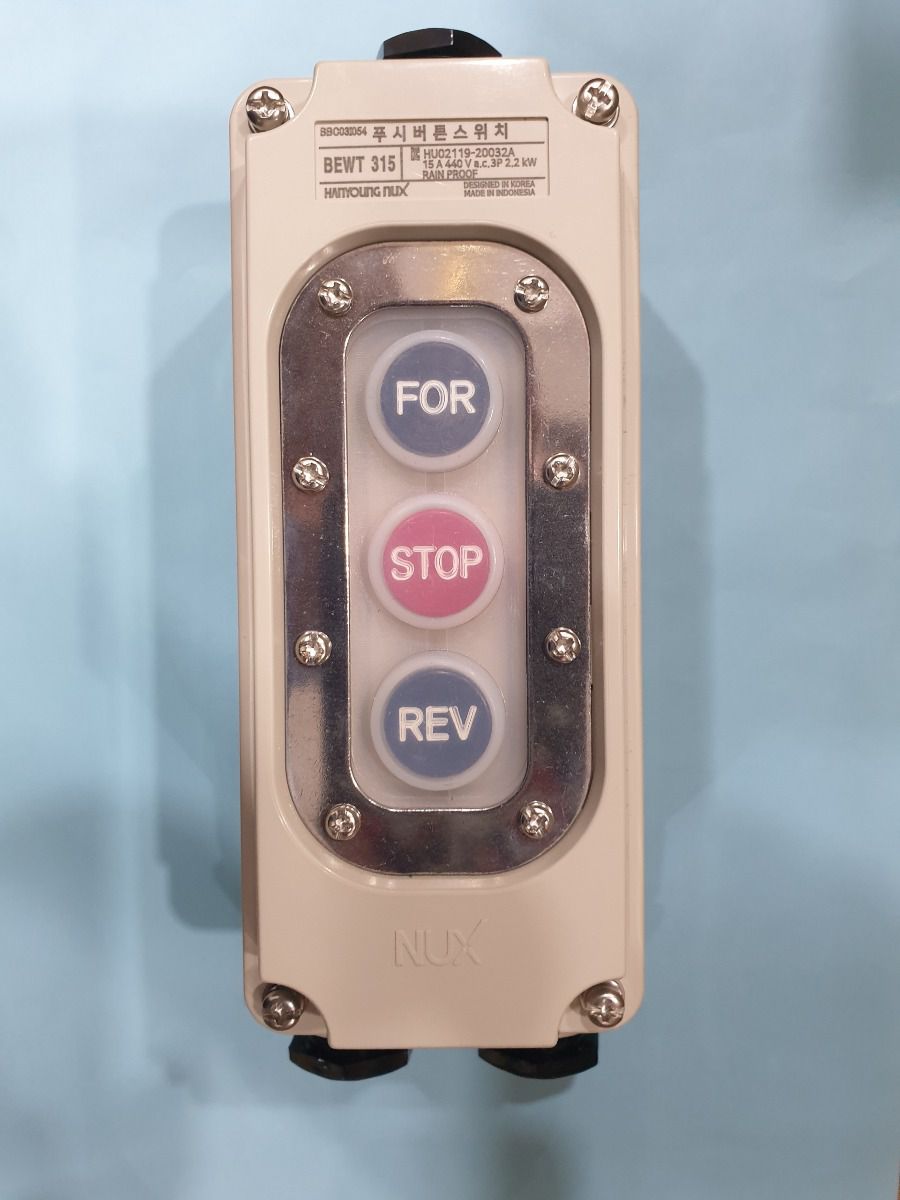 BBC03I054 푸시버튼스위치
BEWT 315
HU02119-20032A
15 A 440 V a.c. 3P 2.2 kW
RAIN PROOF
HANYOUNG NUX
DESIGNED IN KOREA
MADE IN INDONESIA
FOR
STOP
REV
NUX